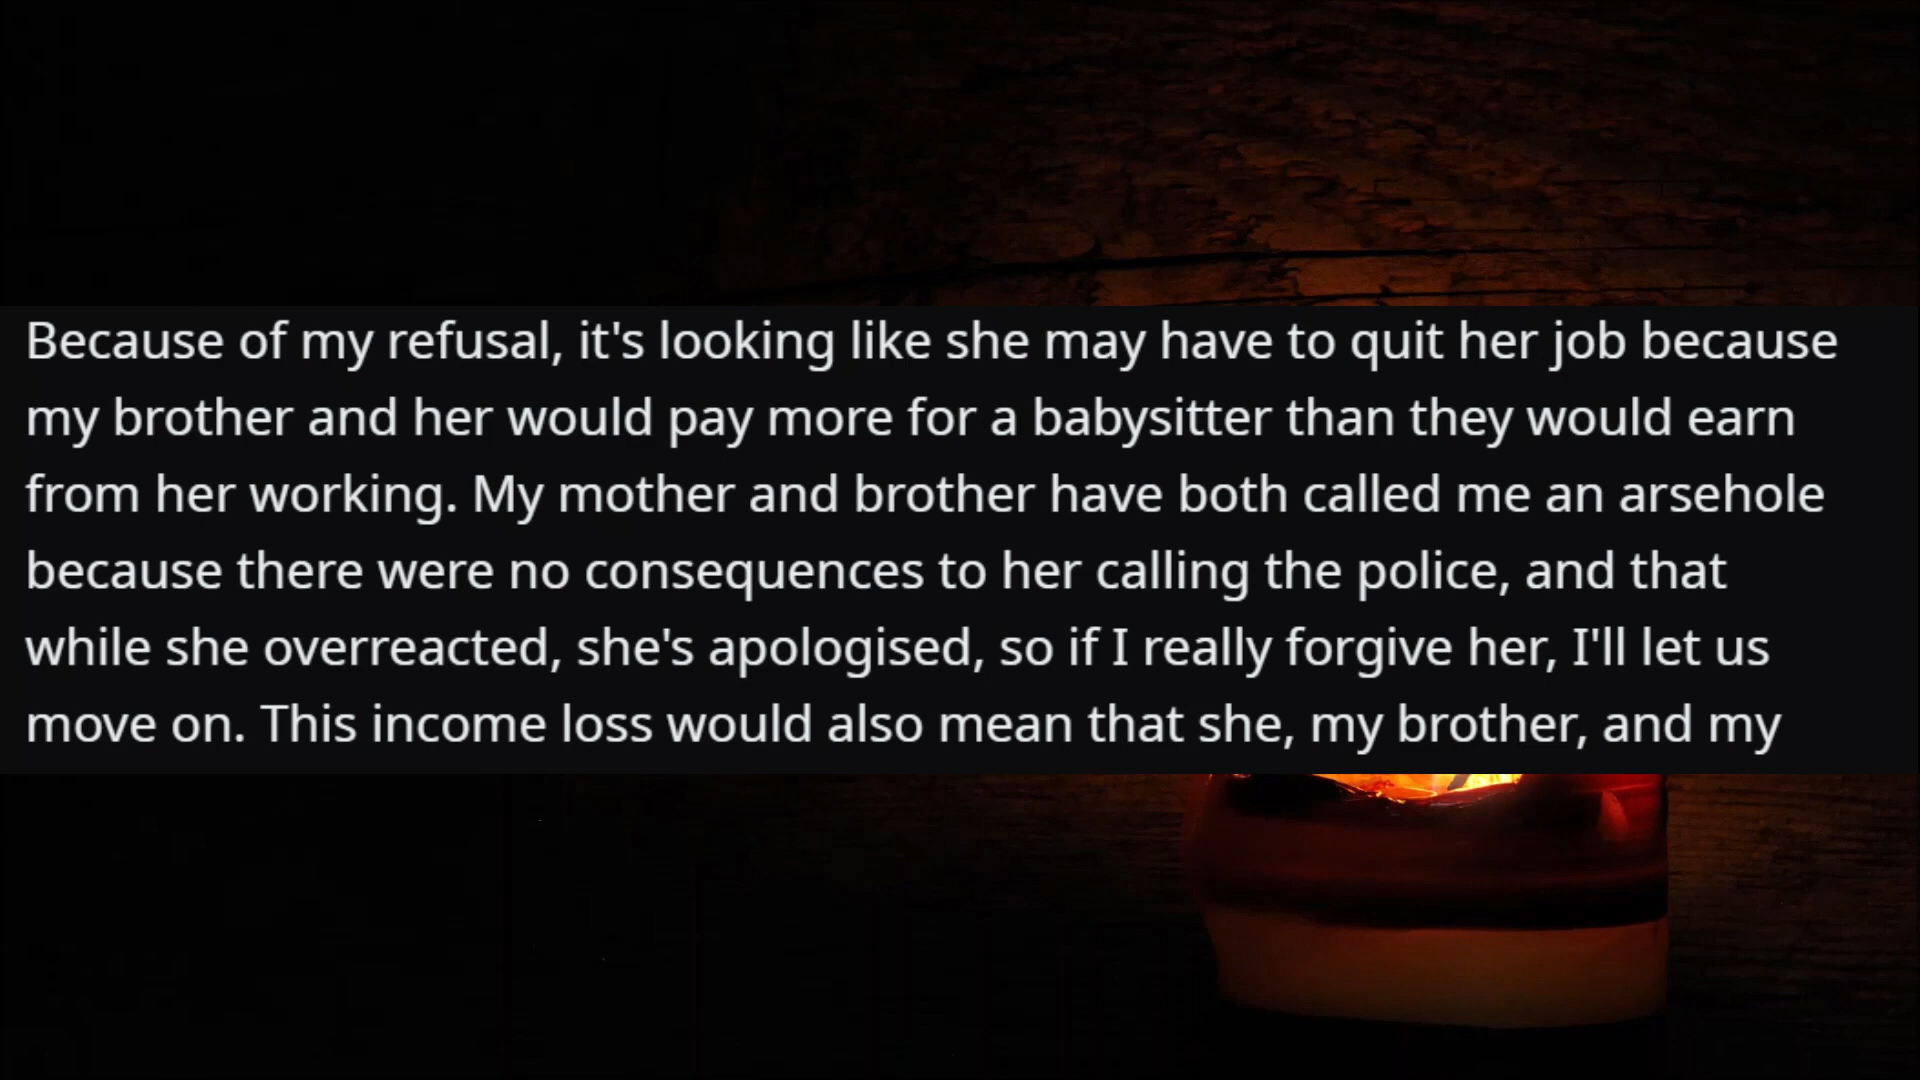 Because of my refusal, it's looking like she may have to quit her job because
my brother and her would pay more for a babysitter than they would earn
from her working. My mother and brother have both called me an arsehole
because there were no consequences to her calling the police, and that
while she overreacted, she's apologised, so if I really forgive her, I'll let us
move on. This income loss would also mean that she, my brother, and my